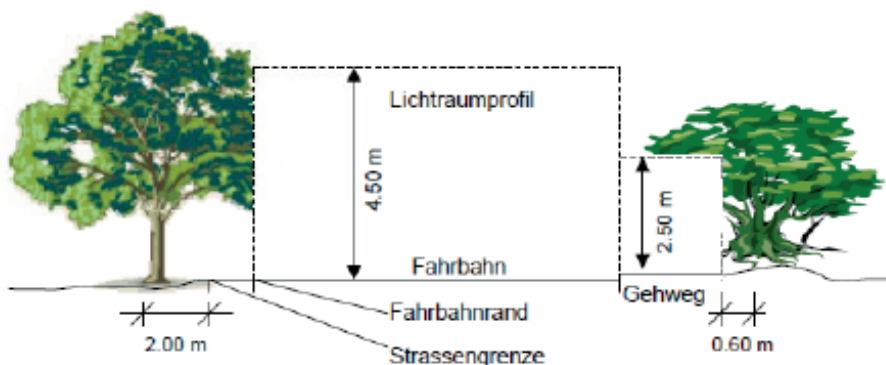 Lichtraumprofil
4.50 m
2.50 m
Fahrbahn
Gehweg
Fahrbahnrand
2.00 m
0.60 m
Strassengrenze